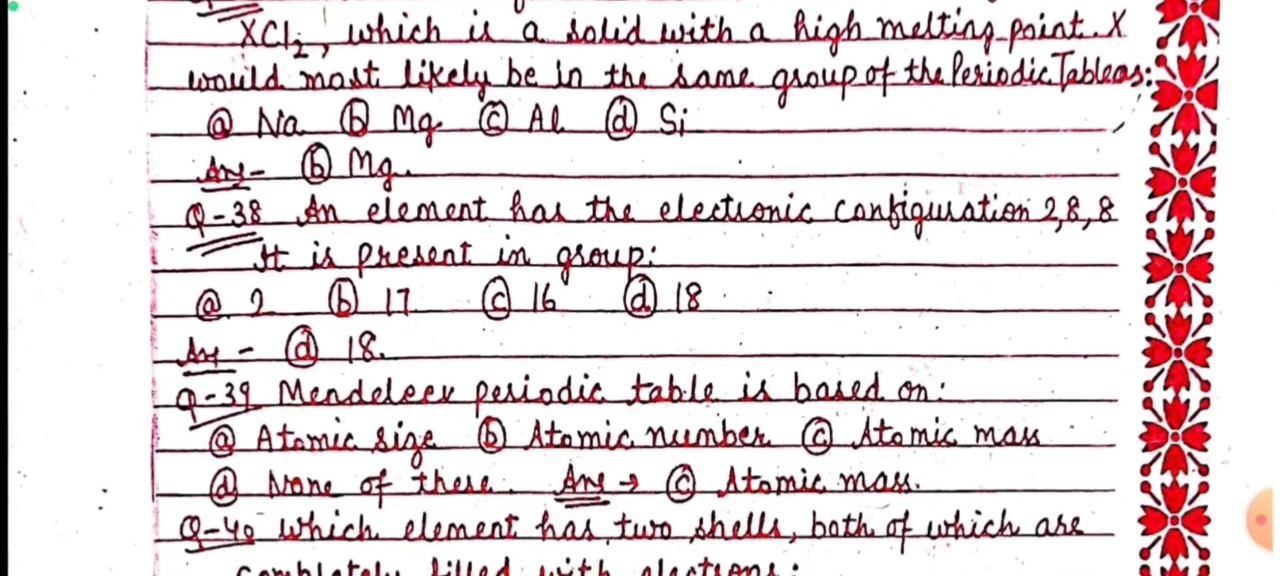 XCl₂, which is a solid with a high melting point. X
would most likely be in the same group of the Periodic Table as:
ⓐ Na ⓑ Mg ⓒ Al ⓓ Si
Ans- ⓑ Mg.
Q-38 An element has the electronic configuration 2,8,8
It is present in group:
ⓐ 2 ⓑ 17 ⓒ 16 ⓓ 18
Ans - ⓓ 18.
Q-39 Mendeleev periodic table is based on:
ⓐ Atomic size ⓑ Atomic number ⓒ Atomic mass
ⓓ None of these. Ans → ⓒ Atomic mass.
Q-40 which element has two shells, both of which are
completely filled with electrons: